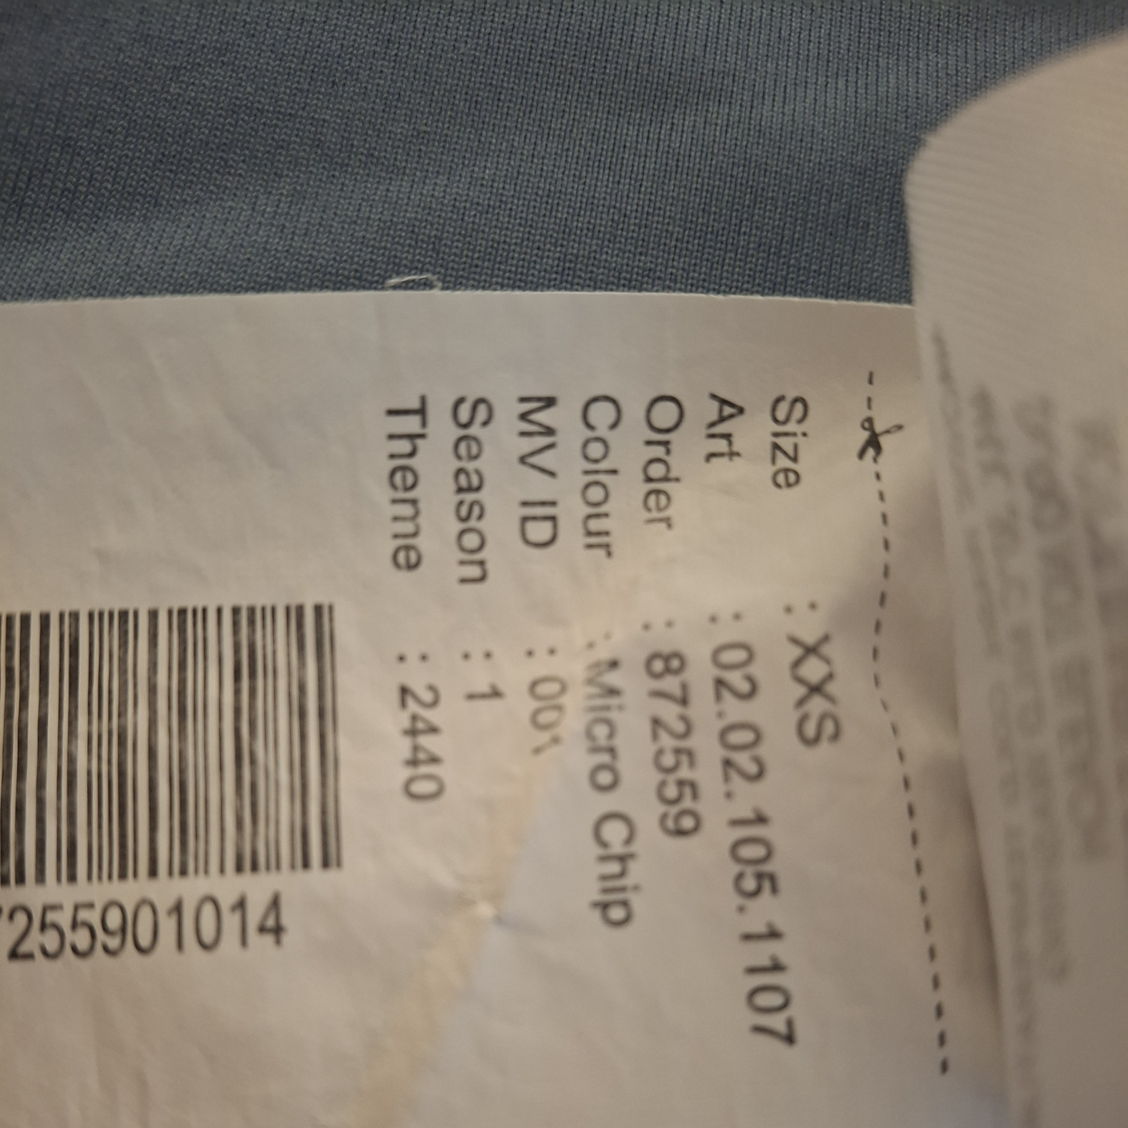 Size : XXS
Art : 02.02.105.1107
Order : 872559
Colour : Micro Chip
MV ID : 001
Season : 1
Theme : 2440
255901014